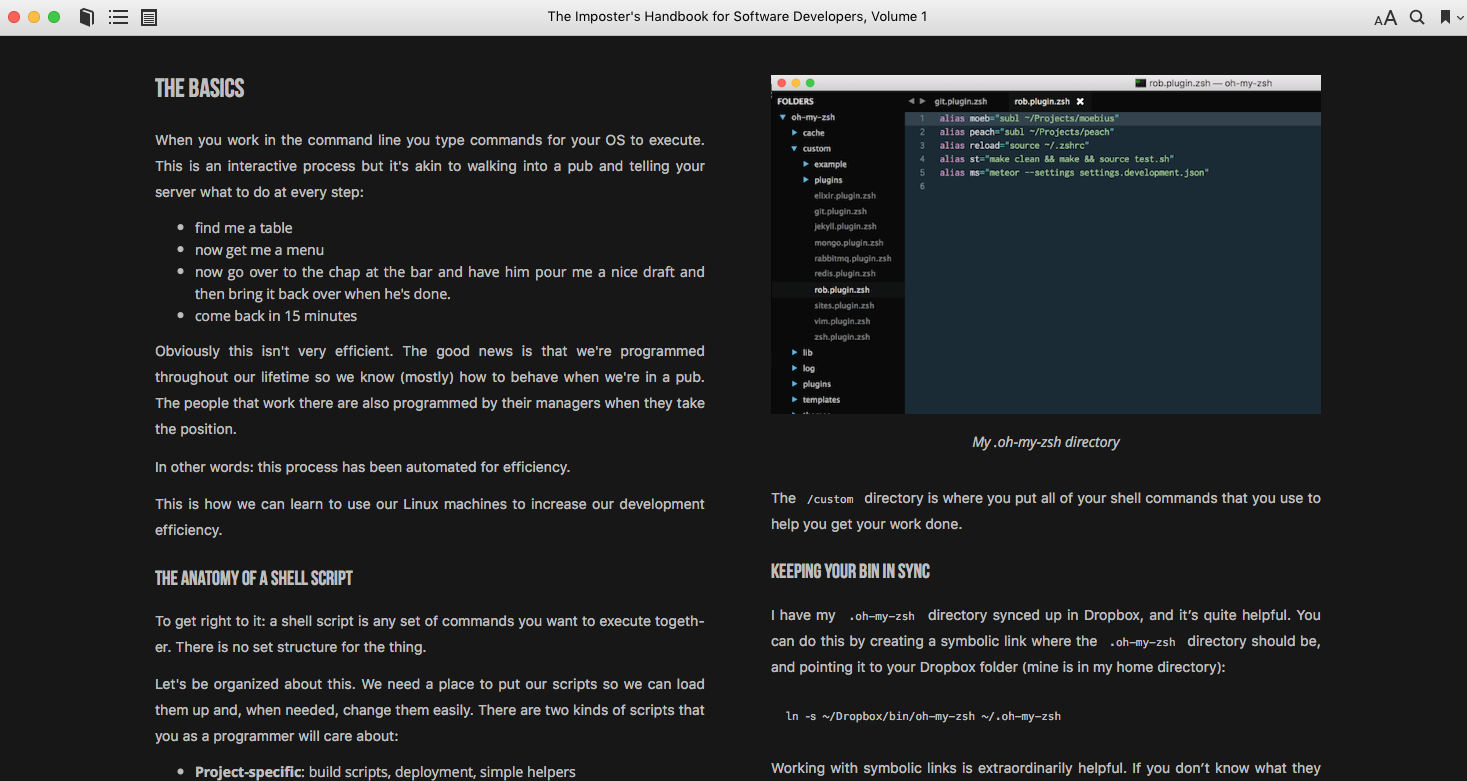 The Imposter's Handbook for Software Developers, Volume 1
AA
THE BASICS
When you work in the command line you type commands for your OS to execute.
This is an interactive process but it's akin to walking into a pub and telling your
server what to do at every step:
• find me a table
• now get me a menu
• now go over to the chap at the bar and have him pour me a nice draft and
then bring it back over when he's done.
• come back in 15 minutes
Obviously this isn't very efficient. The good news is that we're programmed
throughout our lifetime so we know (mostly) how to behave when we're in a pub.
The people that work there are also programmed by their managers when they take
the position.
In other words: this process has been automated for efficiency.
This is how we can learn to use our Linux machines to increase our development
efficiency.
THE ANATOMY OF A SHELL SCRIPT
To get right to it: a shell script is any set of commands you want to execute togeth-
er. There is no set structure for the thing.
Let's be organized about this. We need a place to put our scripts so we can load
them up and, when needed, change them easily. There are two kinds of scripts that
you as a programmer will care about:
• Project-specific: build scripts, deployment, simple helpers
rob.plugin.zsh — oh-my-zsh
FOLDERS
oh-my-zsh
cache
custom
example
plugins
elixir.plugin.zsh
git.plugin.zsh
jekyll.plugin.zsh
mongo.plugin.zsh
rabbitmq.plugin.zsh
redis.plugin.zsh
rob.plugin.zsh
sites.plugin.zsh
vim.plugin.zsh
zsh.plugin.zsh
lib
log
plugins
templates
git.plugin.zsh rob.plugin.zsh
1 alias moeb="subl ~/Projects/moebius"
2 alias peach="subl ~/Projects/peach"
3 alias reload="source ~/.zshrc"
4 alias st="make clean && make && source test.sh"
5 alias ms="meteor --settings settings.development.json"
6
My .oh-my-zsh directory
The /custom directory is where you put all of your shell commands that you use to
help you get your work done.
KEEPING YOUR BIN IN SYNC
I have my .oh-my-zsh directory synced up in Dropbox, and it’s quite helpful. You
can do this by creating a symbolic link where the .oh-my-zsh directory should be,
and pointing it to your Dropbox folder (mine is in my home directory):
ln -s ~/Dropbox/bin/oh-my-zsh ~/.oh-my-zsh
Working with symbolic links is extraordinarily helpful. If you don’t know what they